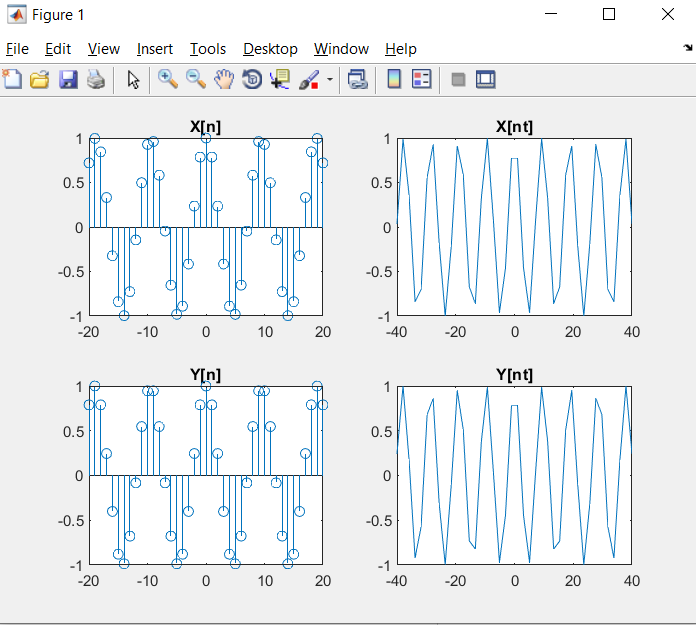 Figure 1
File Edit View Insert Tools Desktop Window Help
X[n]
1
0.5
0
-0.5
-1
-20 -10 0 10 20
X[nt]
1
0.5
0
-0.5
-1
-40 -20 0 20 40
Y[n]
1
0.5
0
-0.5
-1
-20 -10 0 10 20
Y[nt]
1
0.5
0
-0.5
-1
-40 -20 0 20 40